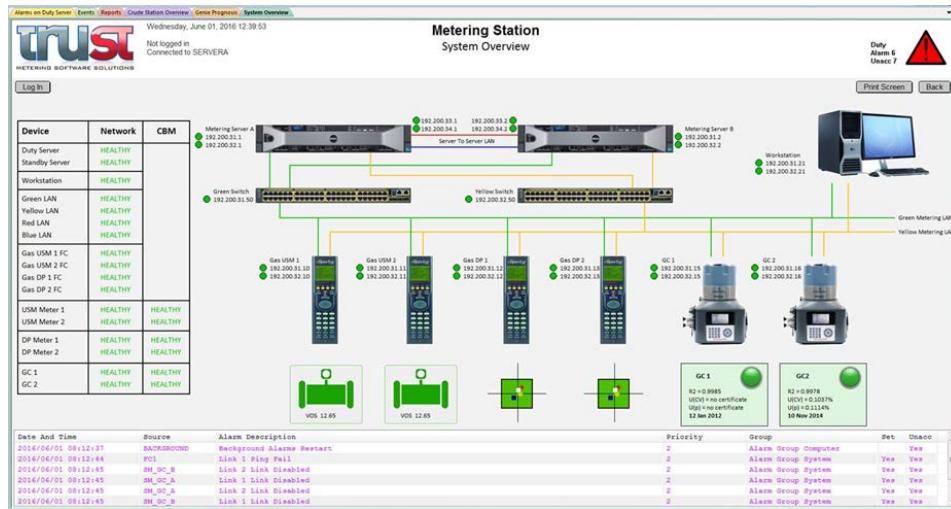 Alarms on Duty Server Events Reports Crude Station Overview Genie Prognosis System Overview
Wednesday, June 01, 2016 12:39:53
trust
METERING SOFTWARE SOLUTIONS
Not logged in
Connected to SERVERA
Metering Station
System Overview
Duty
Alarm 6
Unacc 7
Log In
Print Screen
Back
Device Network CBM
Duty Server HEALTHY
Standby Server HEALTHY
Workstation HEALTHY
Green LAN HEALTHY
Yellow LAN HEALTHY
Red LAN HEALTHY
Blue LAN HEALTHY
Gas USM 1 FC HEALTHY
Gas USM 2 FC HEALTHY
Gas DP 1 FC HEALTHY
Gas DP 2 FC HEALTHY
USM Meter 1 HEALTHY HEALTHY
USM Meter 2 HEALTHY HEALTHY
DP Meter 1 HEALTHY HEALTHY
DP Meter 2 HEALTHY HEALTHY
GC 1 HEALTHY HEALTHY
GC 2 HEALTHY HEALTHY
Metering Server A
192.200.31.1
192.200.32.1
192.200.33.1
192.200.34.1
192.200.33.2
192.200.34.2
Server To Server LAN
Metering Server B
192.200.31.2
192.200.32.2
Workstation
192.200.31.21
192.200.32.21
Green Switch
192.200.31.50
Yellow Switch
192.200.32.50
Green Metering LAN
Yellow Metering LA
Gas USM 1
192.200.31.10
192.200.32.10
Gas USM 2
192.200.31.11
192.200.32.11
Gas DP 1
192.200.31.12
192.200.32.12
Gas DP 2
192.200.31.13
192.200.32.13
GC 1
192.200.31.15
192.200.32.15
GC 2
192.200.31.16
192.200.32.16
VOS 12.65
VOS 12.65
GC 1
R2 = 0.9985
U(CV) = no certificate
U(p) = no certificate
12 Jan 2012
GC2
R2 = 0.9978
U(CV) = 0.1037%
U(p) = 0.1114%
10 Nov 2014
Date And Time Source Alarm Description Priority Group Set Unacc
2016/06/01 08:12:37 BACKGROUND Background Alarms Restart 2 Alarm Group Computer Yes
2016/06/01 08:12:44 FC1 Link 1 Ping Fail 2 Alarm Group System Yes Yes
2016/06/01 08:12:45 SM_GC_B Link 2 Link Disabled 2 Alarm Group System Yes Yes
2016/06/01 08:12:45 SM_GC_A Link 1 Link Disabled 2 Alarm Group System Yes Yes
2016/06/01 08:12:45 SM_GC_A Link 2 Link Disabled 2 Alarm Group System Yes Yes
2016/06/01 08:12:45 SM_GC_B Link 1 Link Disabled 2 Alarm Group System Yes Yes